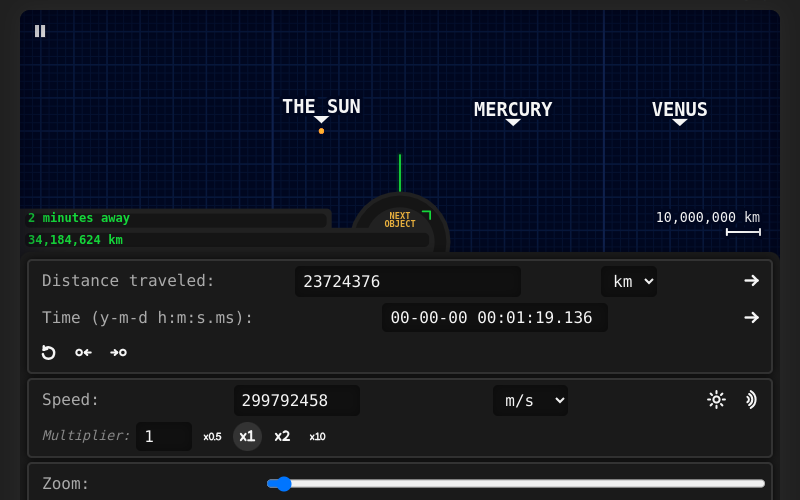 THE SUN
MERCURY
VENUS
NEXT
OBJECT
2 minutes away
34,184,624 km
10,000,000 km
Distance traveled: 23724376 km
Time (y-m-d h:m:s.ms): 00-00-00 00:01:19.136
Speed: 299792458 m/s
Multiplier: 1 x0.5 x1 x2 x10
Zoom: